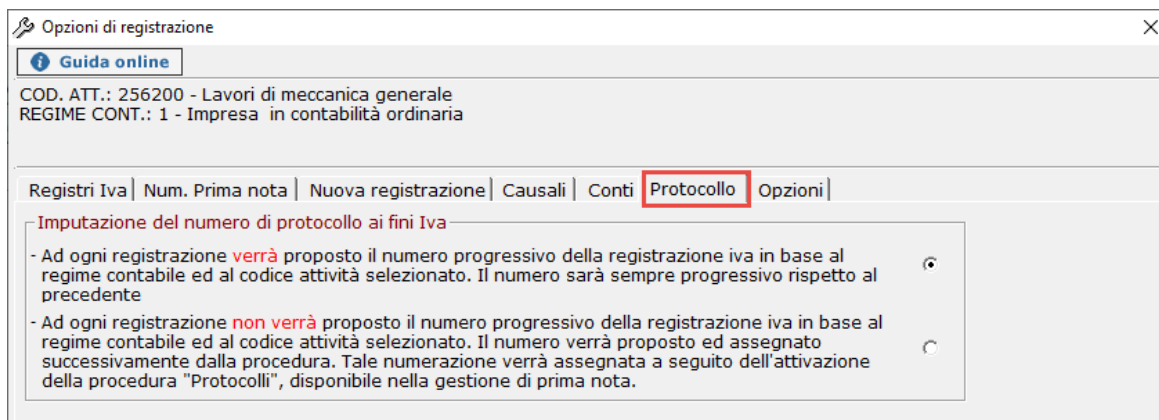 Opzioni di registrazione
Guida online
COD. ATT.: 256200 - Lavori di meccanica generale
REGIME CONT.: 1 - Impresa in contabilità ordinaria
Registri Iva Num. Prima nota Nuova registrazione Causali Conti Protocollo Opzioni
Imputazione del numero di protocollo ai fini Iva
- Ad ogni registrazione verrà proposto il numero progressivo della registrazione iva in base al
regime contabile ed al codice attività selezionato. Il numero sarà sempre progressivo rispetto al
precedente
- Ad ogni registrazione non verrà proposto il numero progressivo della registrazione iva in base al
regime contabile ed al codice attività selezionato. Il numero verrà proposto ed assegnato
successivamente dalla procedura. Tale numerazione verrà assegnata a seguito dell'attivazione
della procedura "Protocolli", disponibile nella gestione di prima nota.